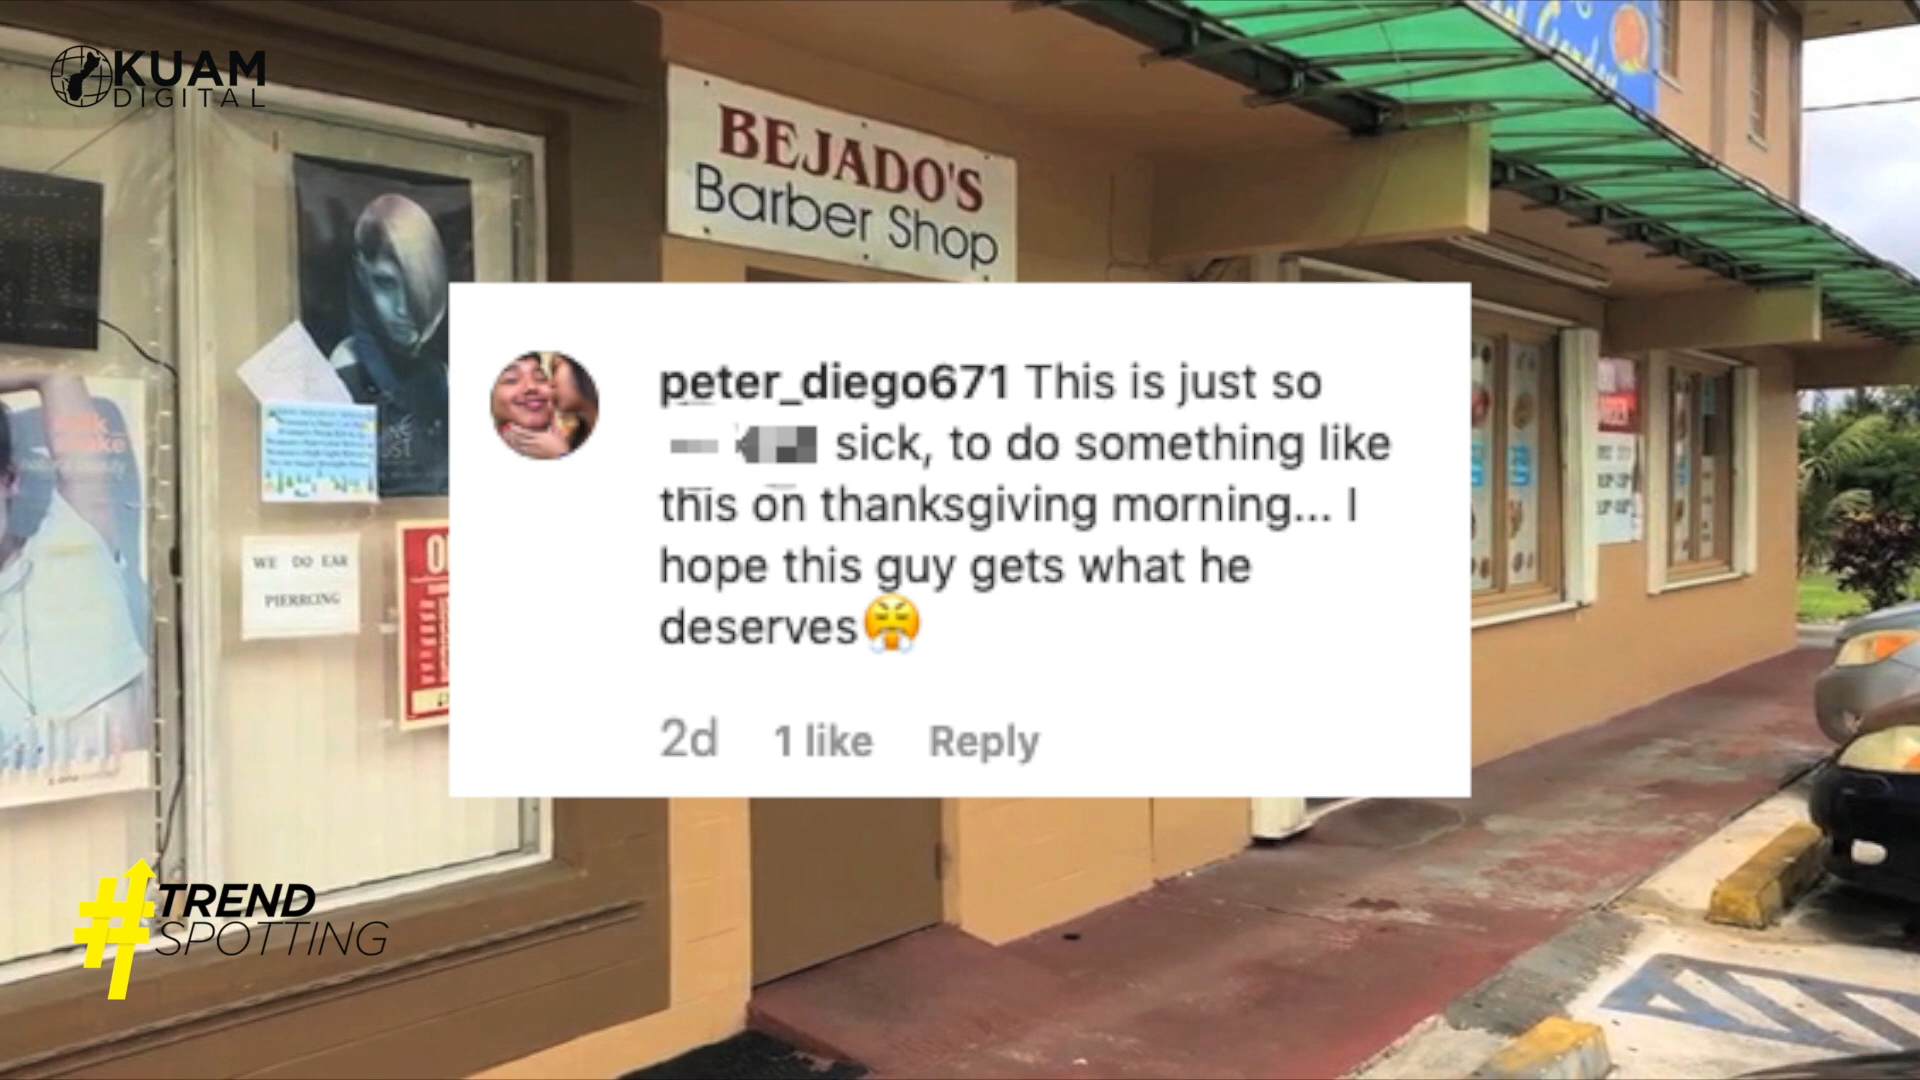 KUAM
DIGITAL
BEJADO'S
Barber Shop
peter_diego671 This is just so
sick, to do something like
this on thanksgiving morning... I
hope this guy gets what he
deserves
2d 1 like Reply
WE DO EAR
PIERRCING
#TREND
SPOTTING